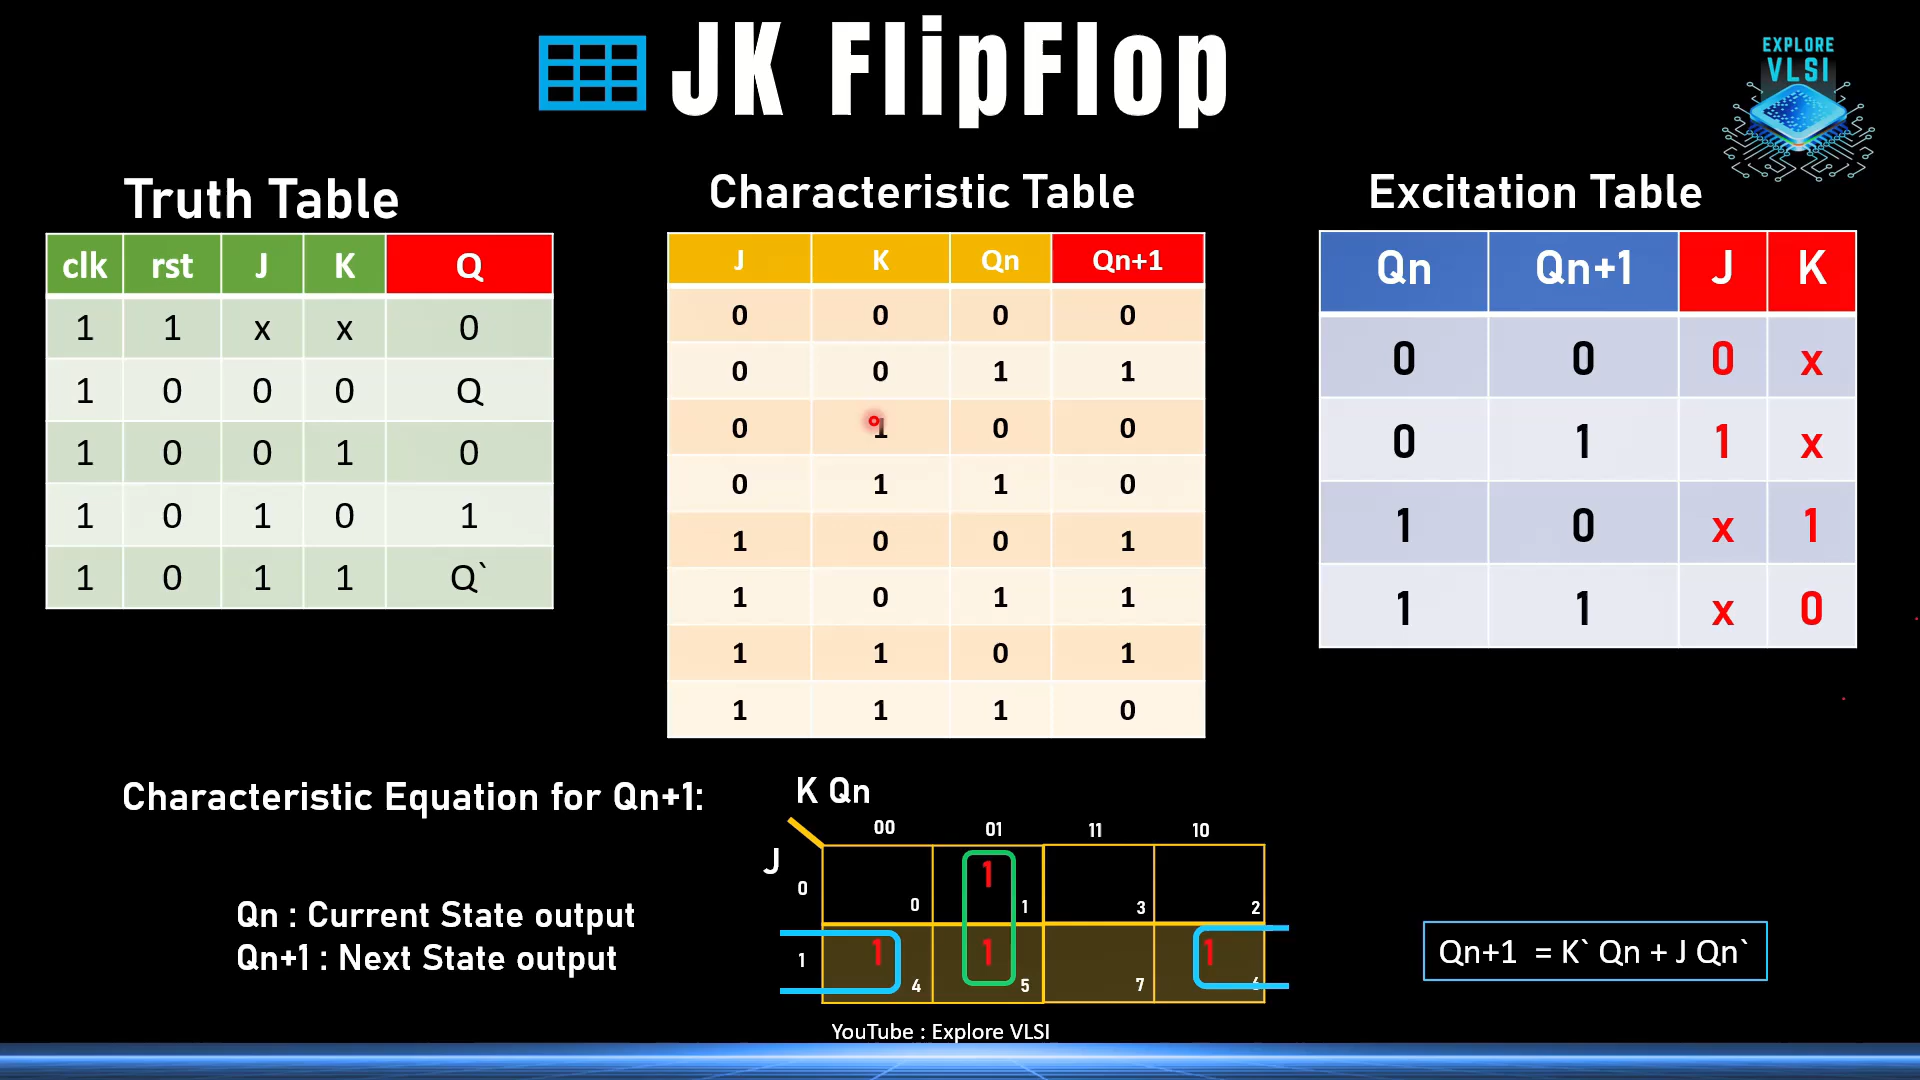 JK FlipFlop
EXPLORE
VLSI
Truth Table
clk rst J K Q
1 1 x x 0
1 0 0 0 Q
1 0 0 1 0
1 0 1 0 1
1 0 1 1 Q`
Characteristic Table
J K Qn Qn+1
0 0 0 0
0 0 1 1
0 1 0 0
0 1 1 0
1 0 0 1
1 0 1 1
1 1 0 1
1 1 1 0
Excitation Table
Qn Qn+1 J K
0 0 0 x
0 1 1 x
1 0 x 1
1 1 x 0
Characteristic Equation for Qn+1:
Qn : Current State output
Qn+1 : Next State output
K Qn
00 01 11 10
J
0 0 1 1 3 2
1 1 4 1 5 7 1 6
Qn+1 = K` Qn + J Qn`
YouTube : Explore VLSI